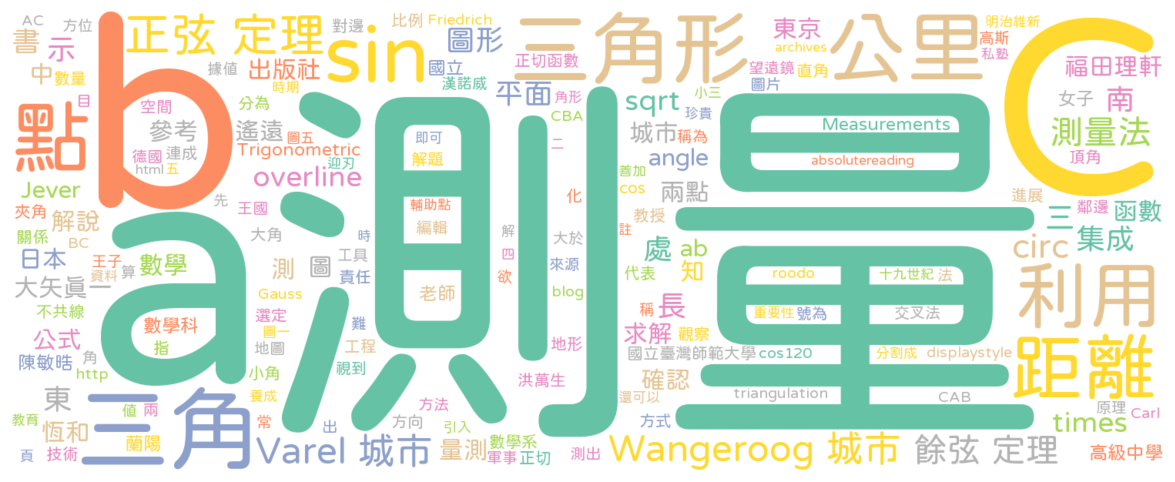 AC 方位
書 示
中 數量
b
正弦 定理
對邊
sin
比例 Friedrich
圖形
三角形
公里
東京
archives
明治維新
高斯
私塾
C
出版社
據值
國立
漢諾威
正切函數
望遠鏡 直角
圖片
福田理軒
點
目
空間
時期
分為
平面
角形
小三
CBA
sqrt
珍貴
女子
南
參考
遙遠
圖五
測量
即可
二
城市 稱為
Measurements
測量法
德國 連成
html 五
Trigonometric
迎刃
解題
absolutereading
頂角
Jever
overline
angle
善加
cos
兩點
進展
夾角 解說
先
王國
輔助點
化
教授
註
鄰邊
三 函數
關係
BC
a
大角
時
編輯
解
大於
處 ab
集成
日本
王子
資料 算
數學
測 圖
工具
責任
四 欲
來源
代表
知
roodo
十九世紀 法
circ
大矢眞一
Gauss
老師
blog
稱 長
重要性 號為
交叉法
利用
不共線
數學科
選定
圖一
難
工程
地形
求解 觀察
公式
指
地圖
視到
國立臺灣師範大學 cos120
分割成 displaystyle
陳敏晧 角
http
小角
洪萬生
確認
距離
東
養成
三角
方法
還可以
triangulation
CAB
教育
值 兩
常
出
方向
引入
方式
原理
times
Carl
恆和
蘭陽
頁 技術
Varel 城市
量測
數學系
軍事 正切
測出
Wangeroog 城市
餘弦 定理
高級中學